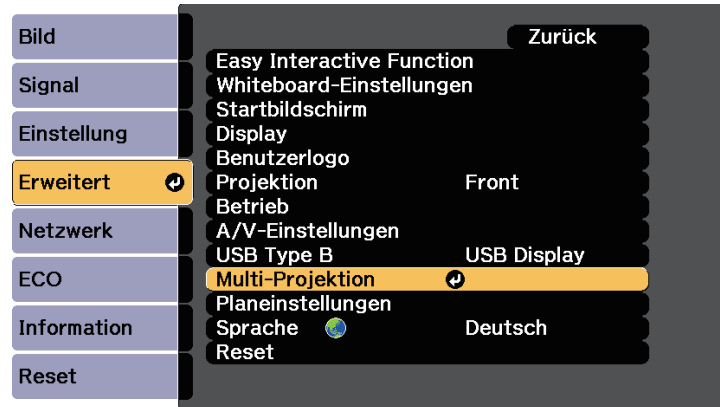 Bild
Signal
Einstellung
Erweitert
Netzwerk
ECO
Information
Reset
Zurück
Easy Interactive Function
Whiteboard-Einstellungen
Startbildschirm
Display
Benutzerlogo
Projektion Front
Betrieb
A/V-Einstellungen
USB Type B USB Display
Multi-Projektion
Planeinstellungen
Sprache Deutsch
Reset